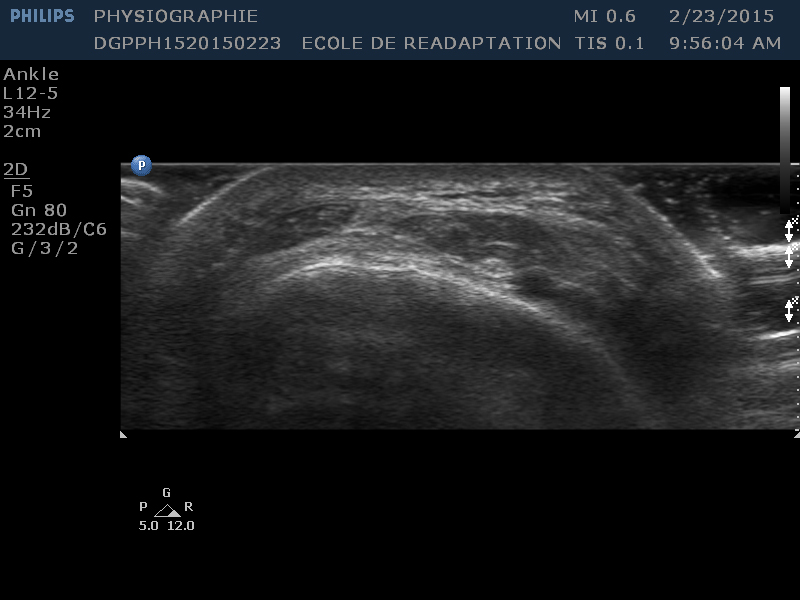 PHILIPS PHYSIOGRAPHIE MI 0.6 2/23/2015
DGPPH1520150223 ECOLE DE READAPTATION TIS 0.1 9:56:04 AM
Ankle
L12-5
34Hz
2cm
P
2D
F5
Gn 80
232dB/C6
G/3/2
G
P R
5.0 12.0